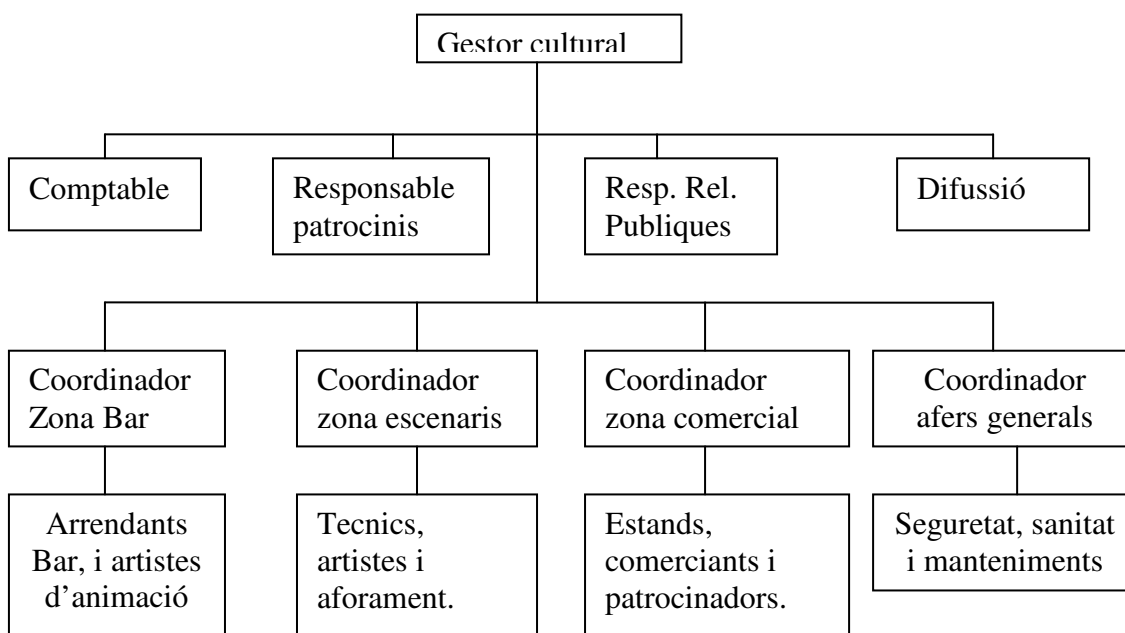 Gestor cultural
Comptable
Responsable
patrocinis
Resp. Rel.
Publiques
Difussió
Coordinador
Zona Bar
Coordinador
zona escenaris
Coordinador
zona comercial
Coordinador
afers generals
Arrendants
Bar, i artistes
d’animació
Tecnics,
artistes i
aforament.
Estands,
comerciants i
patrocinadors.
Seguretat, sanitat
i manteniments